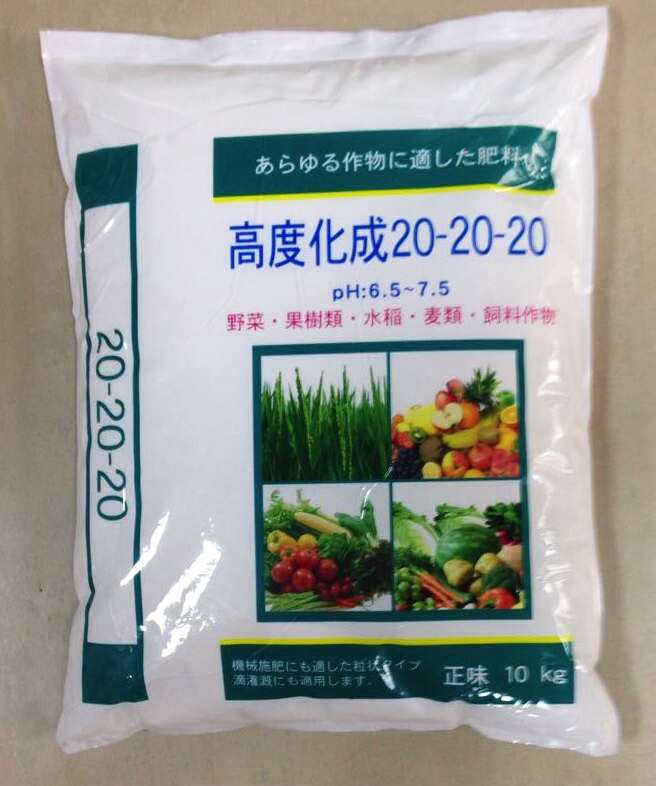 あらゆる作物に適した肥料
高度化成20-20-20
pH:6.5~7.5
野菜・果樹類・水稲・麦類・飼料作物
20-20-20
機械施肥にも適した粒状タイプ
滴灌漑にも適用します。
正味 10 kg